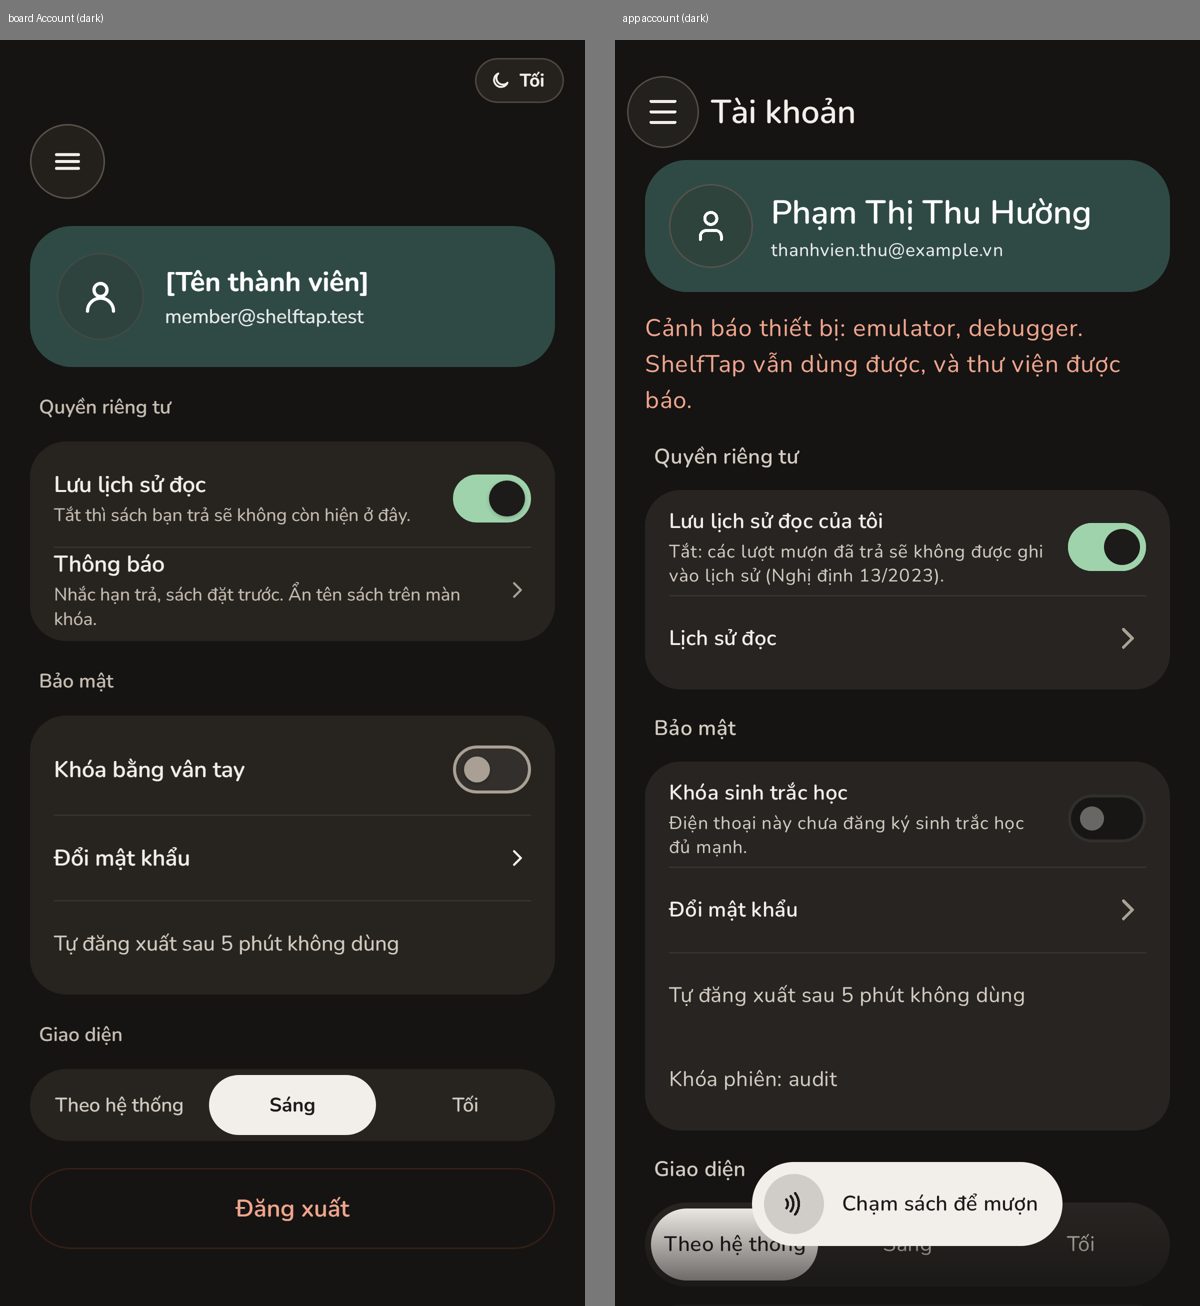 board Account (dark)
Tối
[Tên thành viên]
member@shelftap.test
Quyền riêng tư
Lưu lịch sử đọc
Tắt thì sách bạn trả sẽ không còn hiện ở đây.
Thông báo
Nhắc hạn trả, sách đặt trước. Ẩn tên sách trên màn
khóa.
Bảo mật
Khóa bằng vân tay
Đổi mật khẩu
Tự đăng xuất sau 5 phút không dùng
Giao diện
Theo hệ thống
Sáng
Tối
Đăng xuất
app account (dark)
Tài khoản
Phạm Thị Thu Hường
thanhvien.thu@example.vn
Cảnh báo thiết bị: emulator, debugger.
ShelfTap vẫn dùng được, và thư viện được
báo.
Quyền riêng tư
Lưu lịch sử đọc của tôi
Tắt: các lượt mượn đã trả sẽ không được ghi
vào lịch sử (Nghị định 13/2023).
Lịch sử đọc
Bảo mật
Khóa sinh trắc học
Điện thoại này chưa đăng ký sinh trắc học
đủ mạnh.
Đổi mật khẩu
Tự đăng xuất sau 5 phút không dùng
Khóa phiên: audit
Giao diện
Chạm sách để mượn
Theo hệ thống
Sáng
Tối